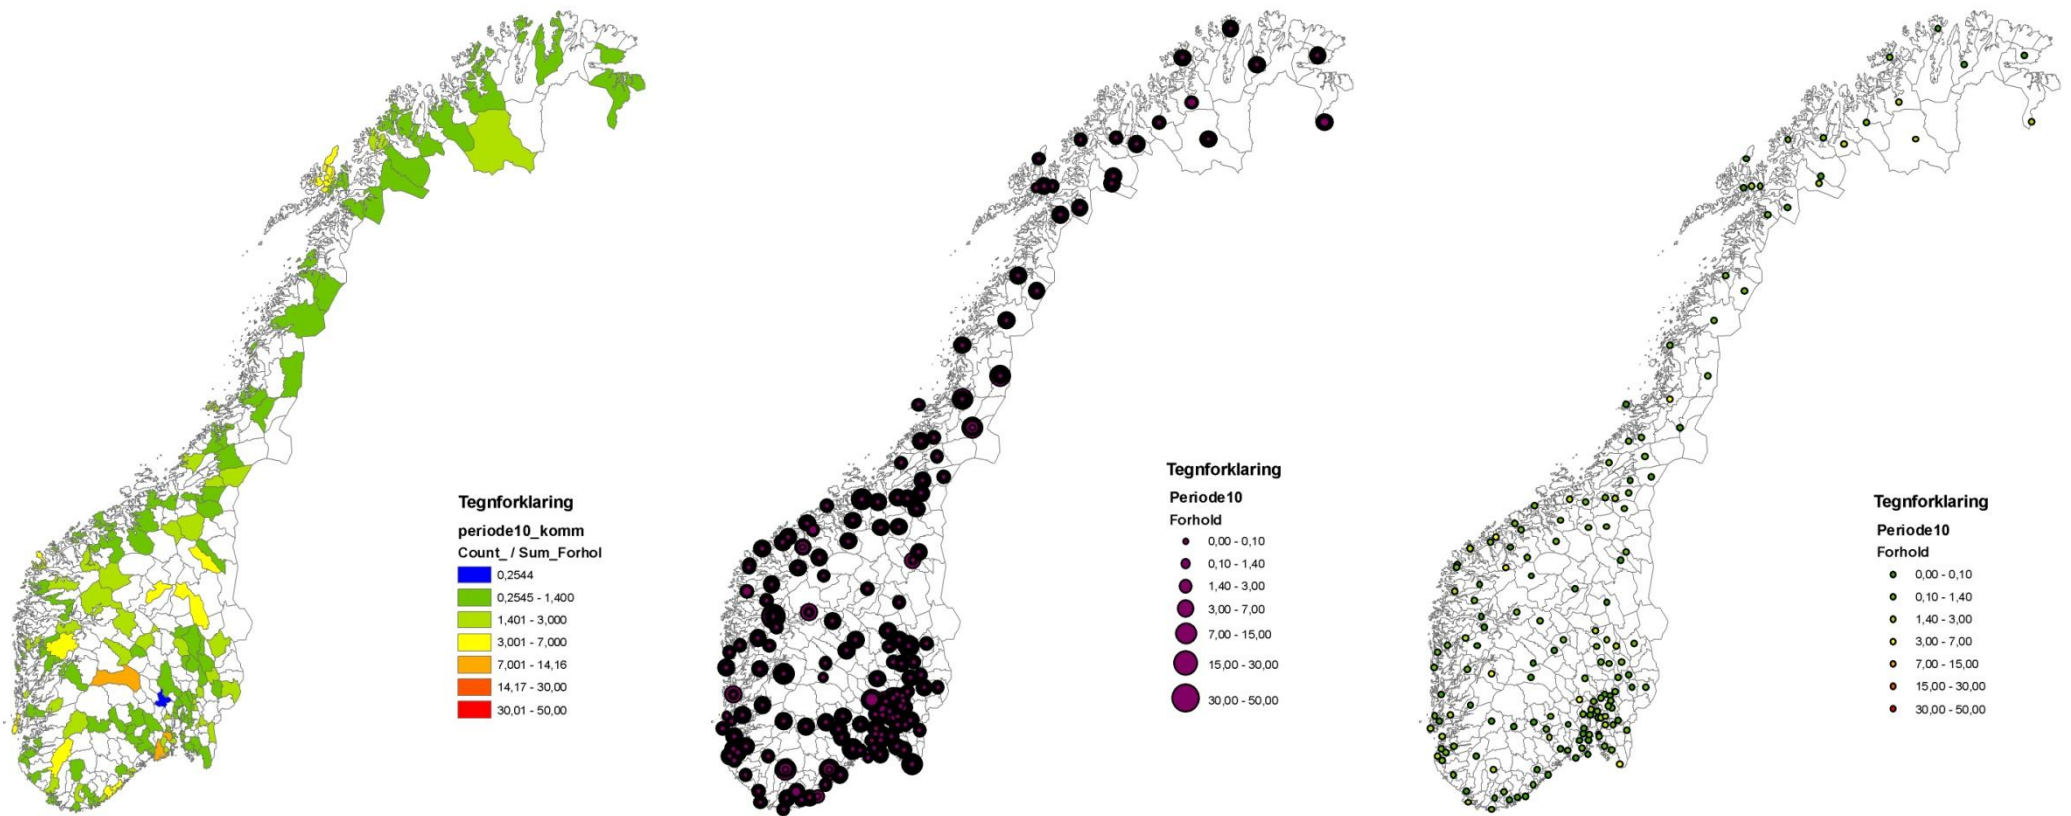 Tegnforklaring
periode10_komm
Count_ / Sum_Forhol
0,2544
0,2545 - 1,400
1,401 - 3,000
3,001 - 7,000
7,001 - 14,16
14,17 - 30,00
30,01 - 50,00
Tegnforklaring
Periode10
Forhold
0,00 - 0,10
0,10 - 1,40
1,40 - 3,00
3,00 - 7,00
7,00 - 15,00
15,00 - 30,00
30,00 - 50,00
Tegnforklaring
Periode10
Forhold
0,00 - 0,10
0,10 - 1,40
1,40 - 3,00
3,00 - 7,00
7,00 - 15,00
15,00 - 30,00
30,00 - 50,00